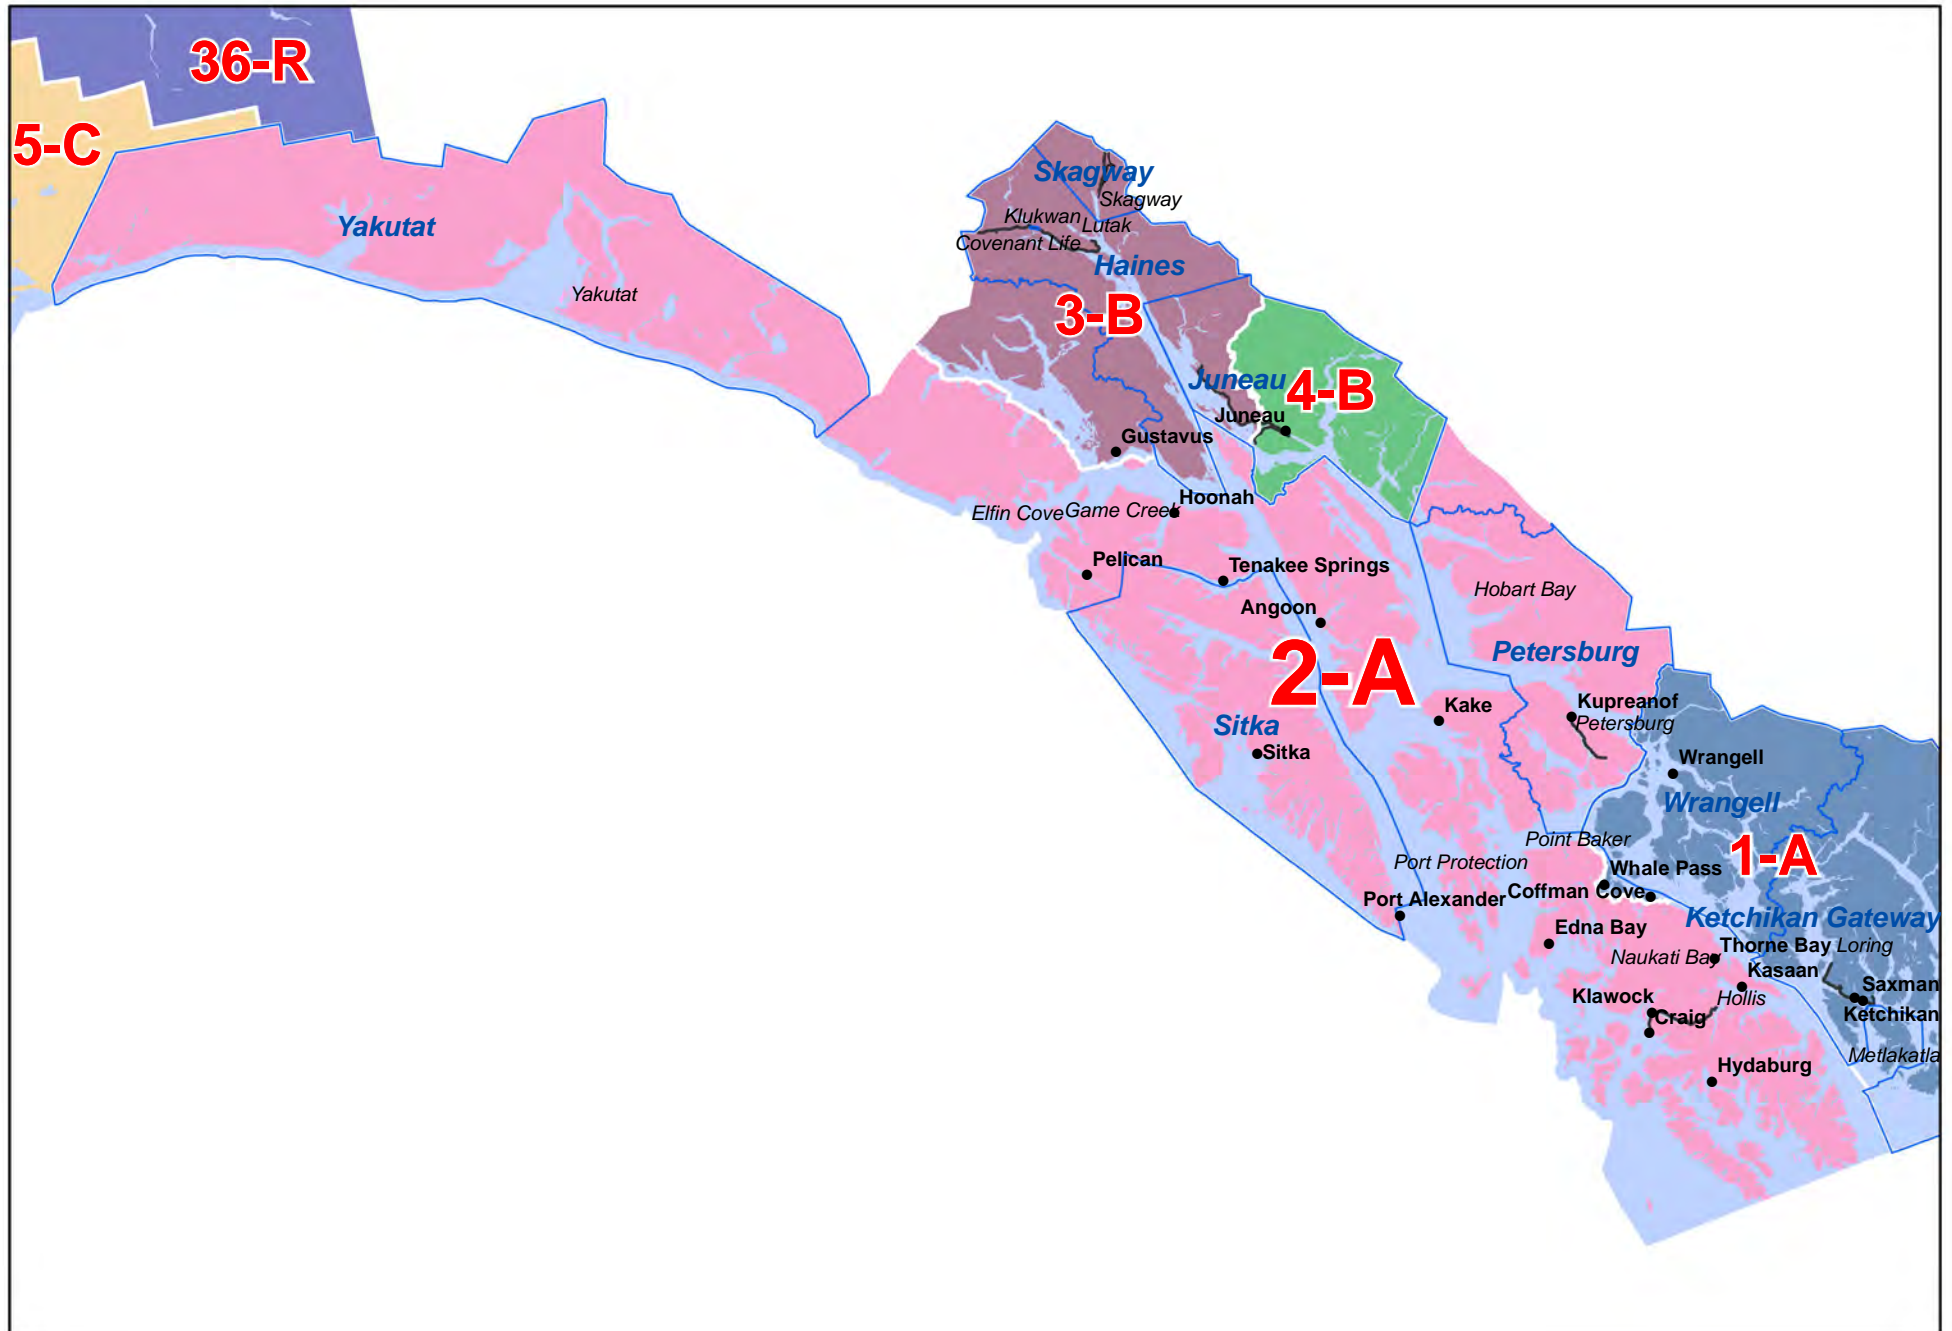 36-R
5-C
Skagway
Skagway
Klukwan
Lutak
Yakutat
Covenant Life
Haines
Yakutat
3-B
Juneau
4-B
Juneau
Gustavus
Hoonah
Elfin Cove
Game Creek
Pelican
Tenakee Springs
Hobart Bay
Angoon
Petersburg
2-A
Kupreanof
Kake
Petersburg
Sitka
Sitka
Wrangell
Wrangell
Point Baker
1-A
Port Protection
Whale Pass
Coffman Cove
Port Alexander
Ketchikan Gateway
Edna Bay
Thorne Bay
Loring
Naukati Bay
Kasaan
Saxman
Klawock
Hollis
Craig
Ketchikan
Metlakatla
Hydaburg